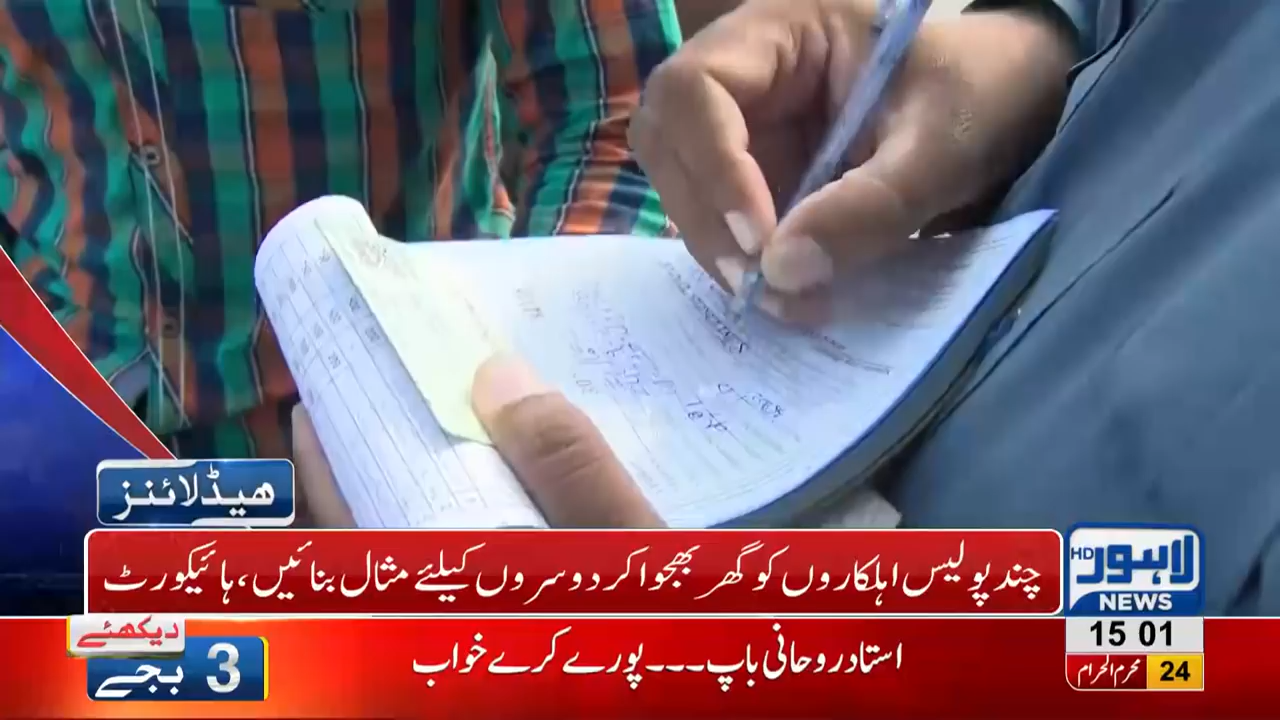 ھیڈلائنز
چند پولیس اہلکاروں کو گھر بھجوا کر دوسروں کیلئے مثال بنائیں، ہائیکورٹ
HD لاہور
NEWS
15 01
24 محرم الحرام
دیکھئے
3 بجے
استاد روحانی باپ۔۔۔پورے کرے خواب